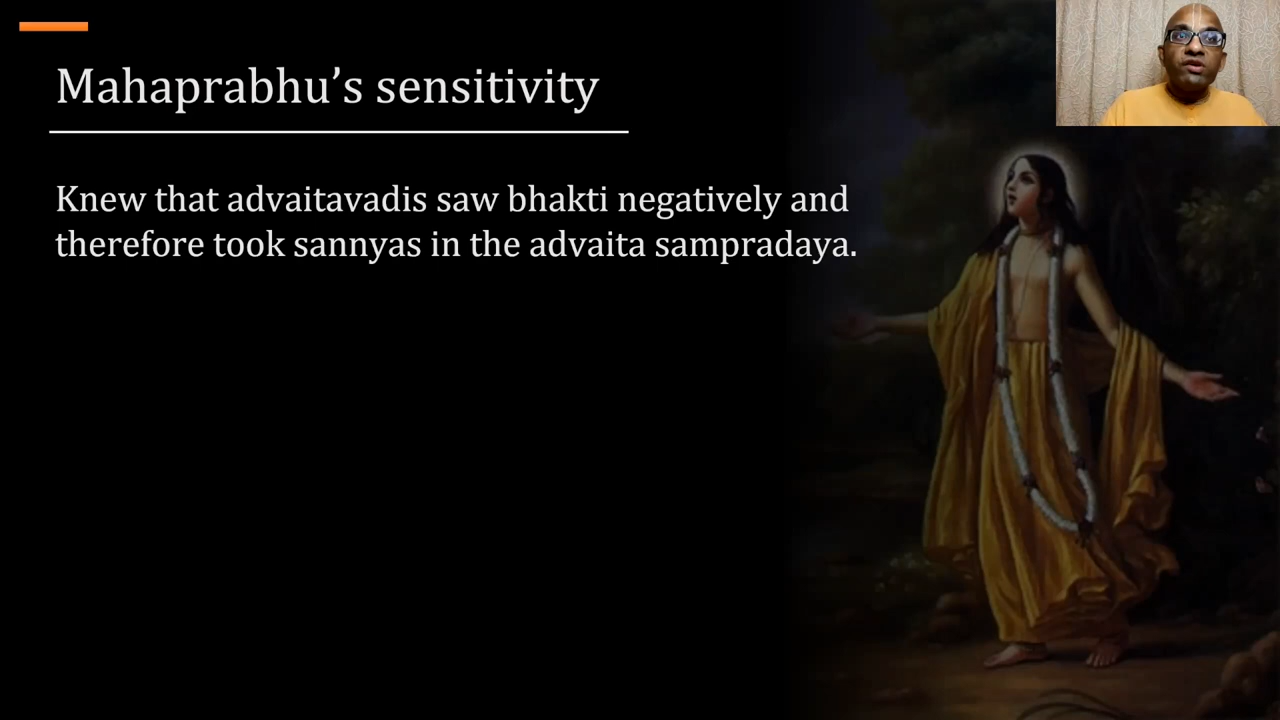 Mahaprabhu’s sensitivity
Knew that advaitavadis saw bhakti negatively and
therefore took sannyas in the advaita sampradaya.